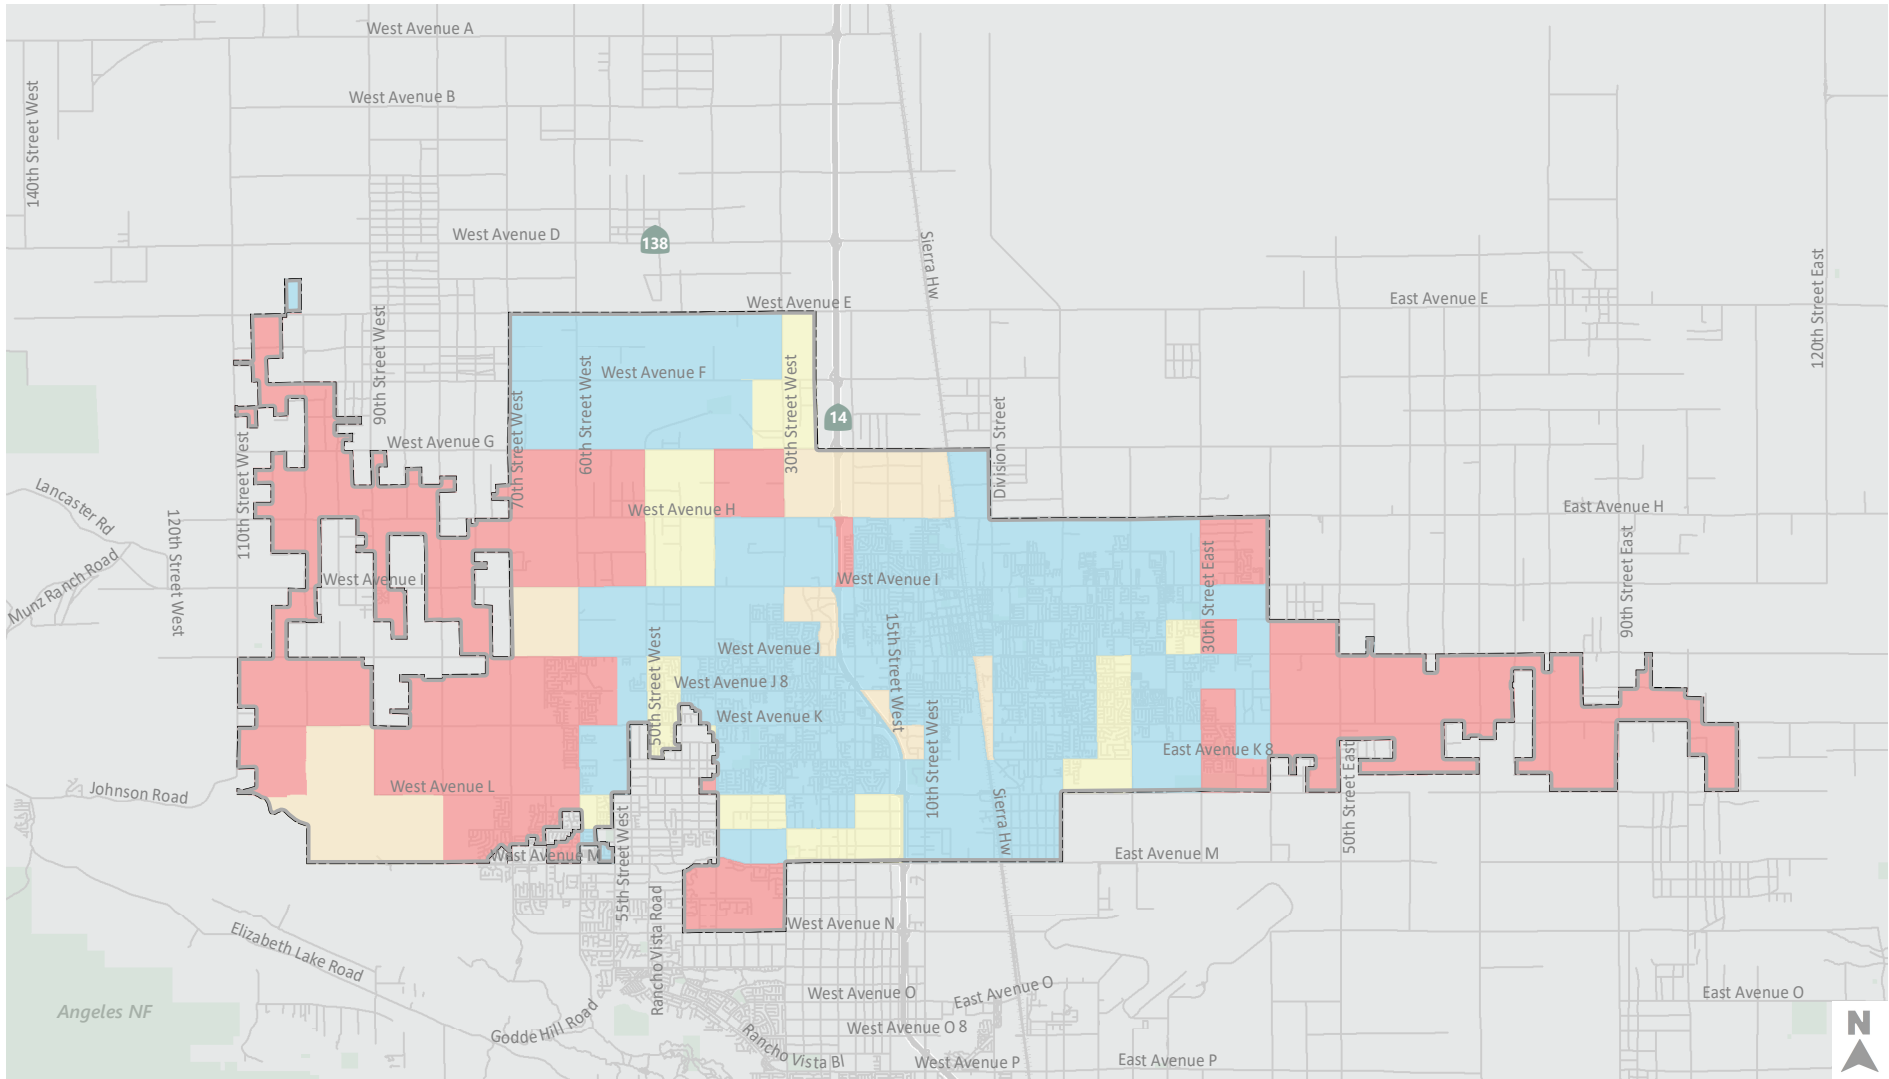 West Avenue A
West Avenue B
140th Street West
West Avenue D
138
Sierra Hw
West Avenue E
East Avenue E
120th Street East
90th Street West
West Avenue F
60th Street West
30th Street West
70th Street West
14
Division Street
West Avenue G
110th Street West
Lancaster Rd
120th Street West
West Avenue H
East Avenue H
Munz Ranch Road
West Avenue I
West Avenue I
30th Street East
90th Street East
15th Street West
West Avenue J
50th Street West
West Avenue J 8
West Avenue K
10th Street West
East Avenue K 8
50th Street East
Johnson Road
West Avenue L
Sierra Hw
55th Street West
West Avenue M
East Avenue M
Rancho Vista Road
West Avenue N
Elizabeth Lake Road
West Avenue O
East Avenue O
East Avenue O
Angeles NF
Godde Hill Road
West Avenue O 8
Rancho Vista Bl
West Avenue P
East Avenue P
N